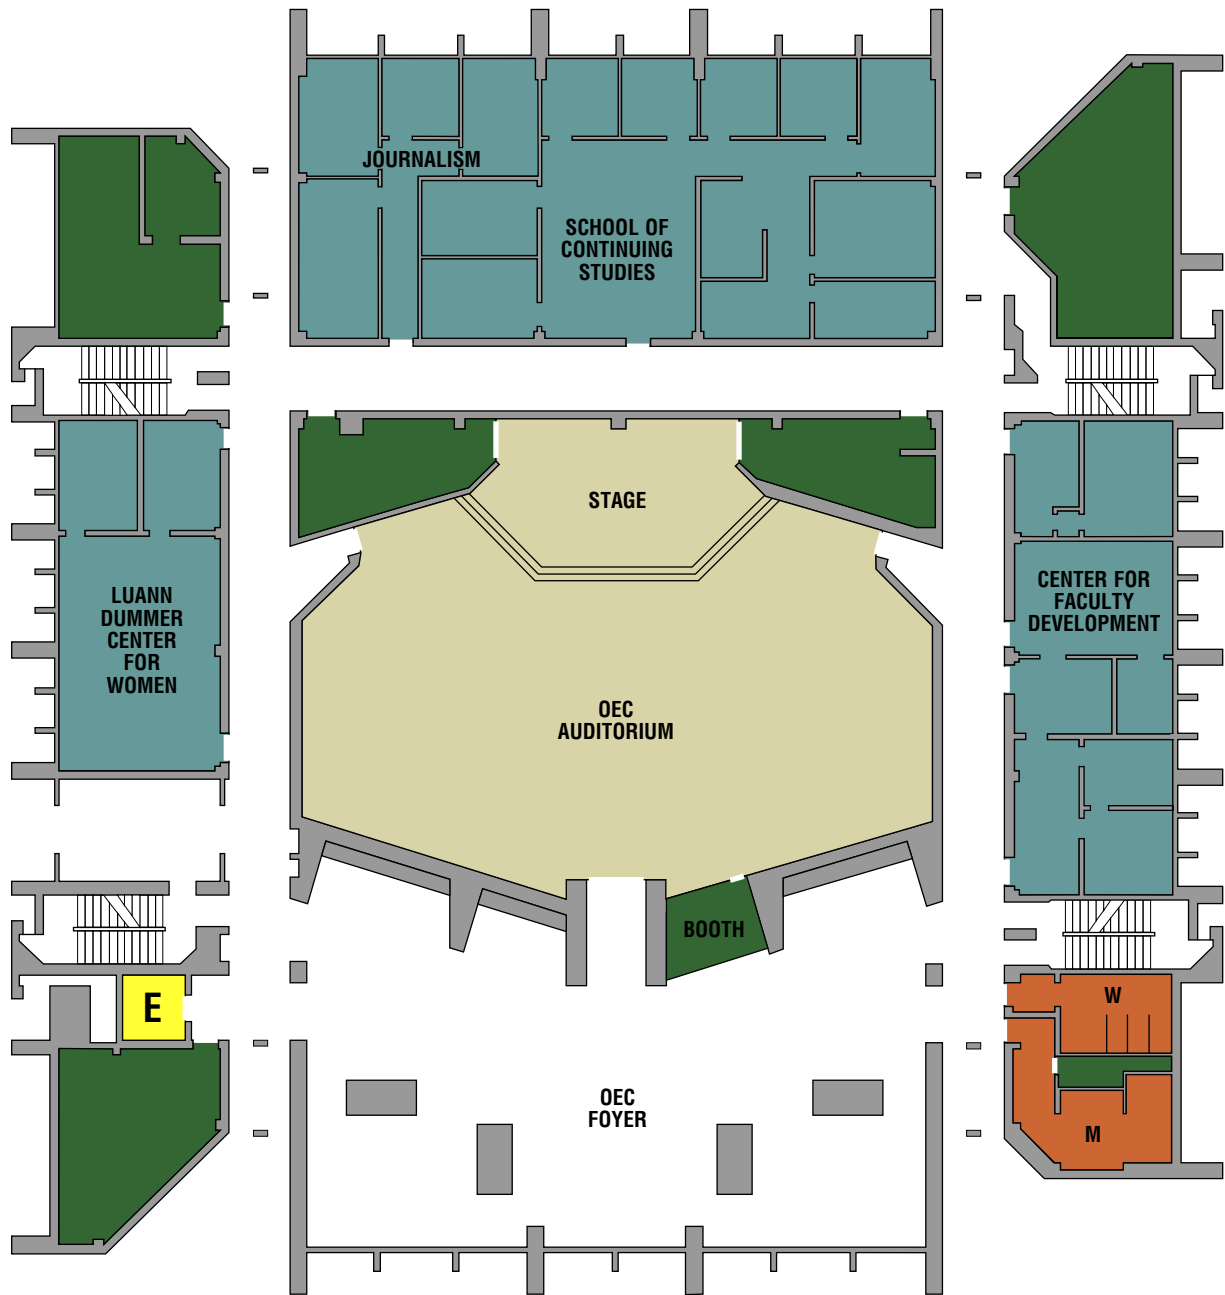 JOURNALISM
SCHOOL OF
CONTINUING
STUDIES
STAGE
LUANN
DUMMER
CENTER
FOR
WOMEN
CENTER FOR
FACULTY
DEVELOPMENT
OEC
AUDITORIUM
BOOTH
E
W
OEC
FOYER
M